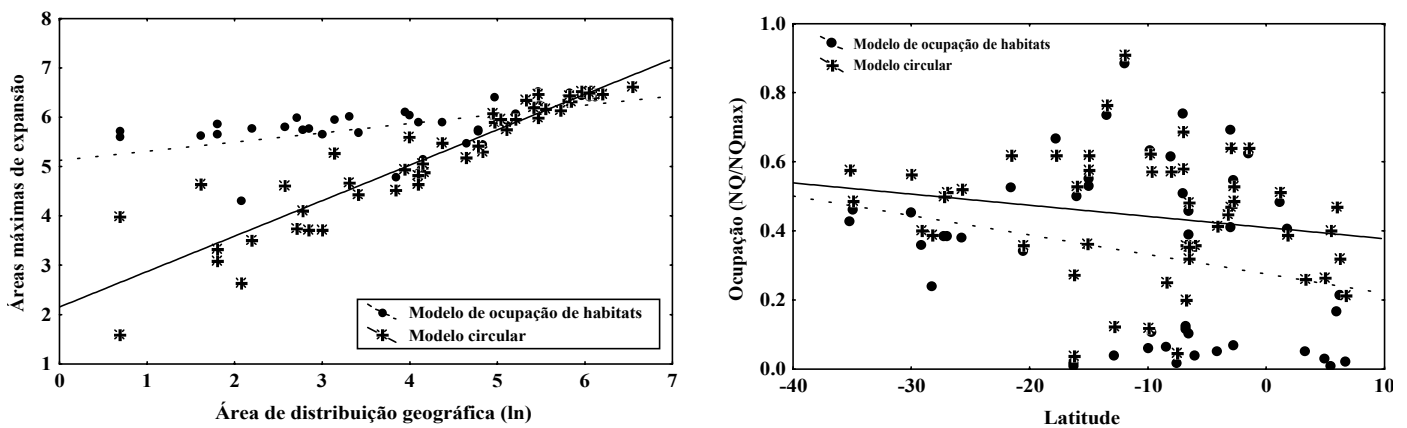 8
7
6
5
4
3
2
1
Áreas máximas de expansão
Modelo de ocupação de habitats
Modelo circular
0 1 2 3 4 5 6 7
Área de distribuição geográfica (ln)
1.0
0.8
0.6
0.4
0.2
0.0
Ocupação (NQ/NQmax)
Modelo de ocupação de habitats
Modelo circular
-40 -30 -20 -10 0 10
Latitude